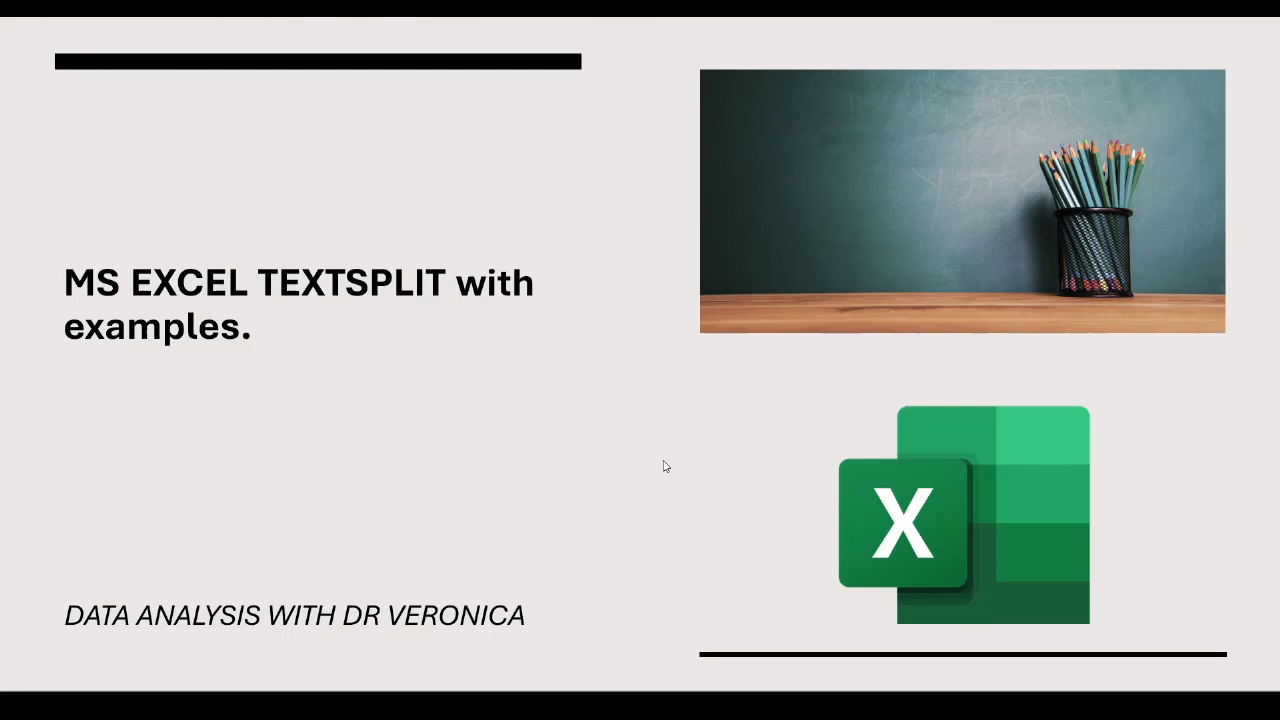 MS EXCEL TEXTSPLIT with
examples.
DATA ANALYSIS WITH DR VERONICA
X